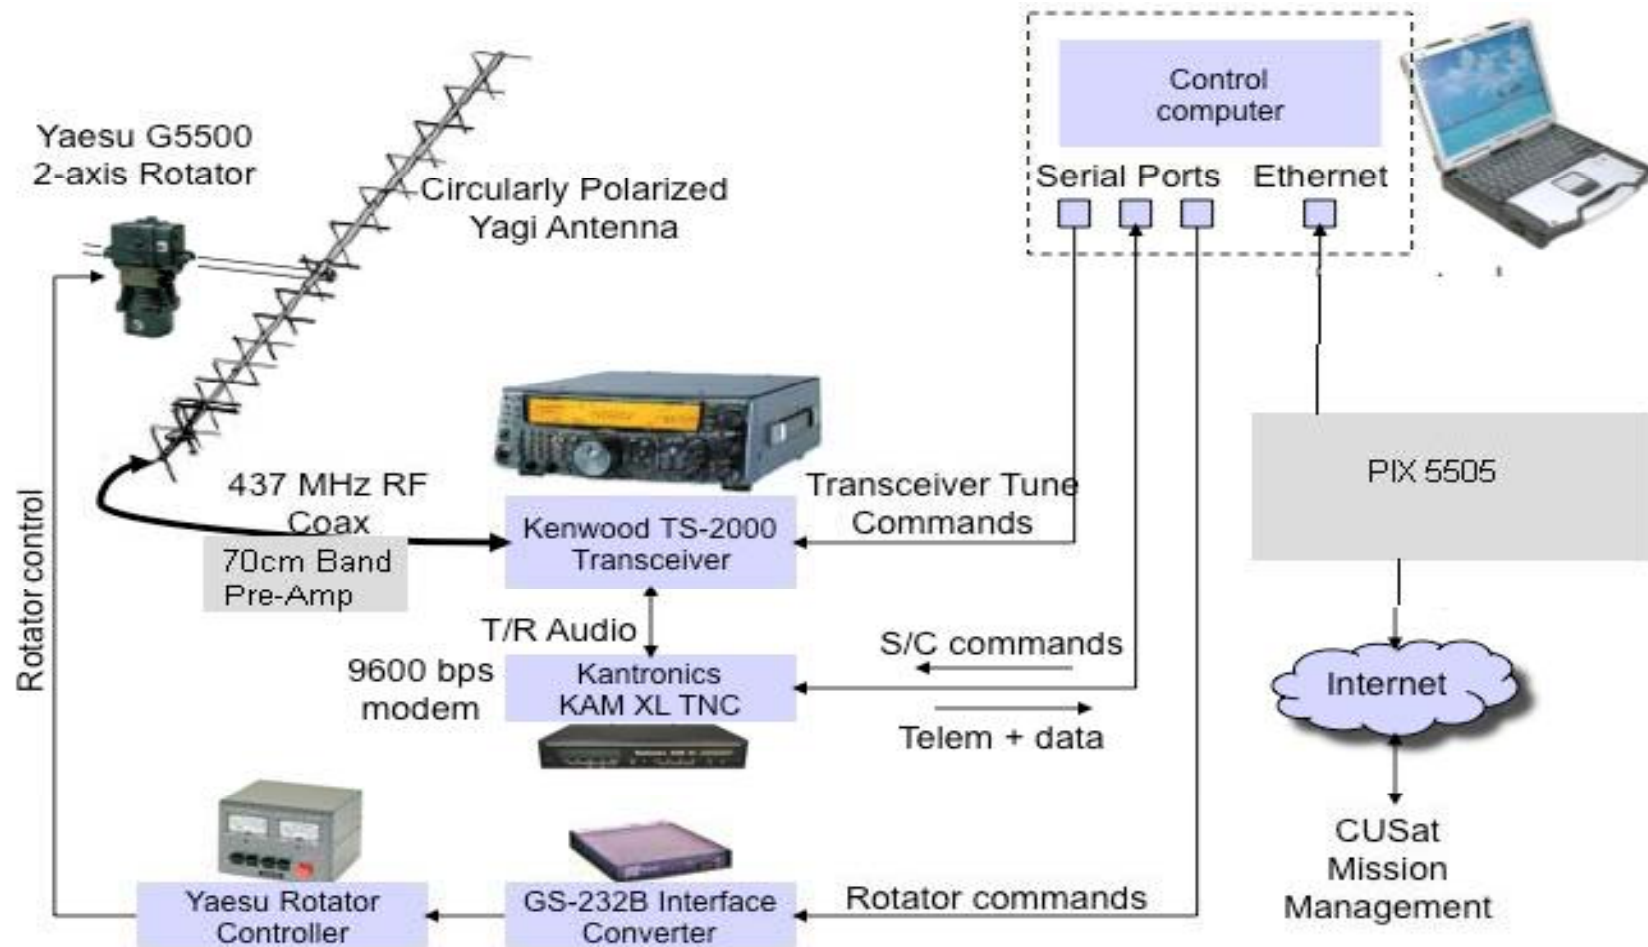 Yaesu G5500
2-axis Rotator
Circularly Polarized
Yagi Antenna
Control
computer
Serial Ports
Ethernet
437 MHz RF
Coax
70cm Band
Pre-Amp
Kenwood TS-2000
Transceiver
Transceiver Tune
Commands
PIX 5505
Rotator control
T/R Audio
9600 bps
modem
Kantronics
KAM XL TNC
S/C commands
Telem + data
Internet
CUSat
Mission
Management
Yaesu Rotator
Controller
GS-232B Interface
Converter
Rotator commands